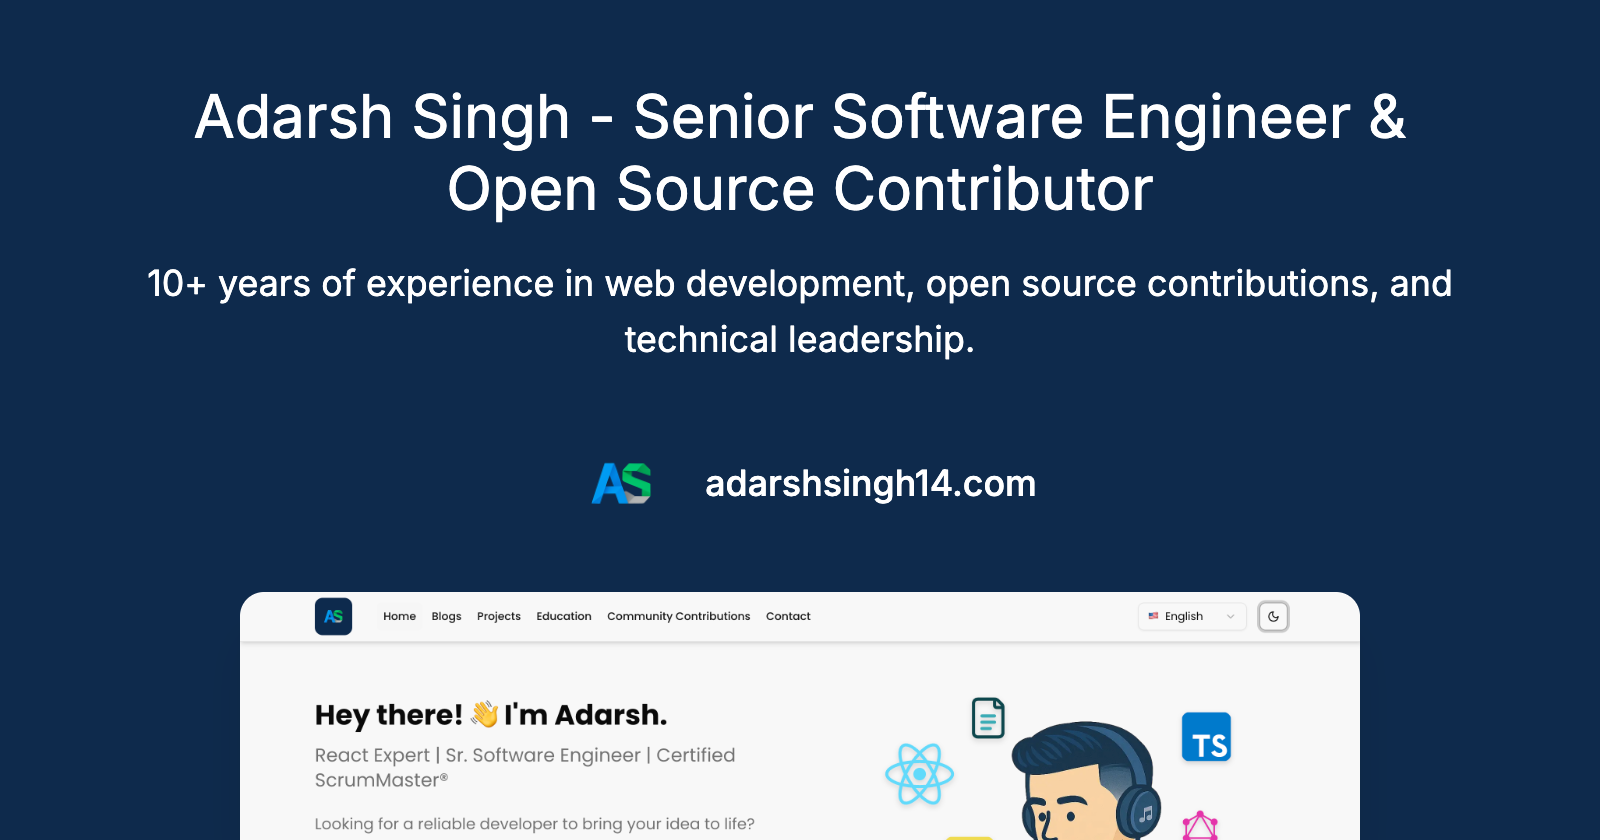 Adarsh Singh - Senior Software Engineer &
Open Source Contributor
10+ years of experience in web development, open source contributions, and
technical leadership.
AS adarshsingh14.com
AS Home Blogs Projects Education Community Contributions Contact English
Hey there! 👋 I'm Adarsh.
React Expert | Sr. Software Engineer | Certified
ScrumMaster®
TS
Looking for a reliable developer to bring your idea to life?